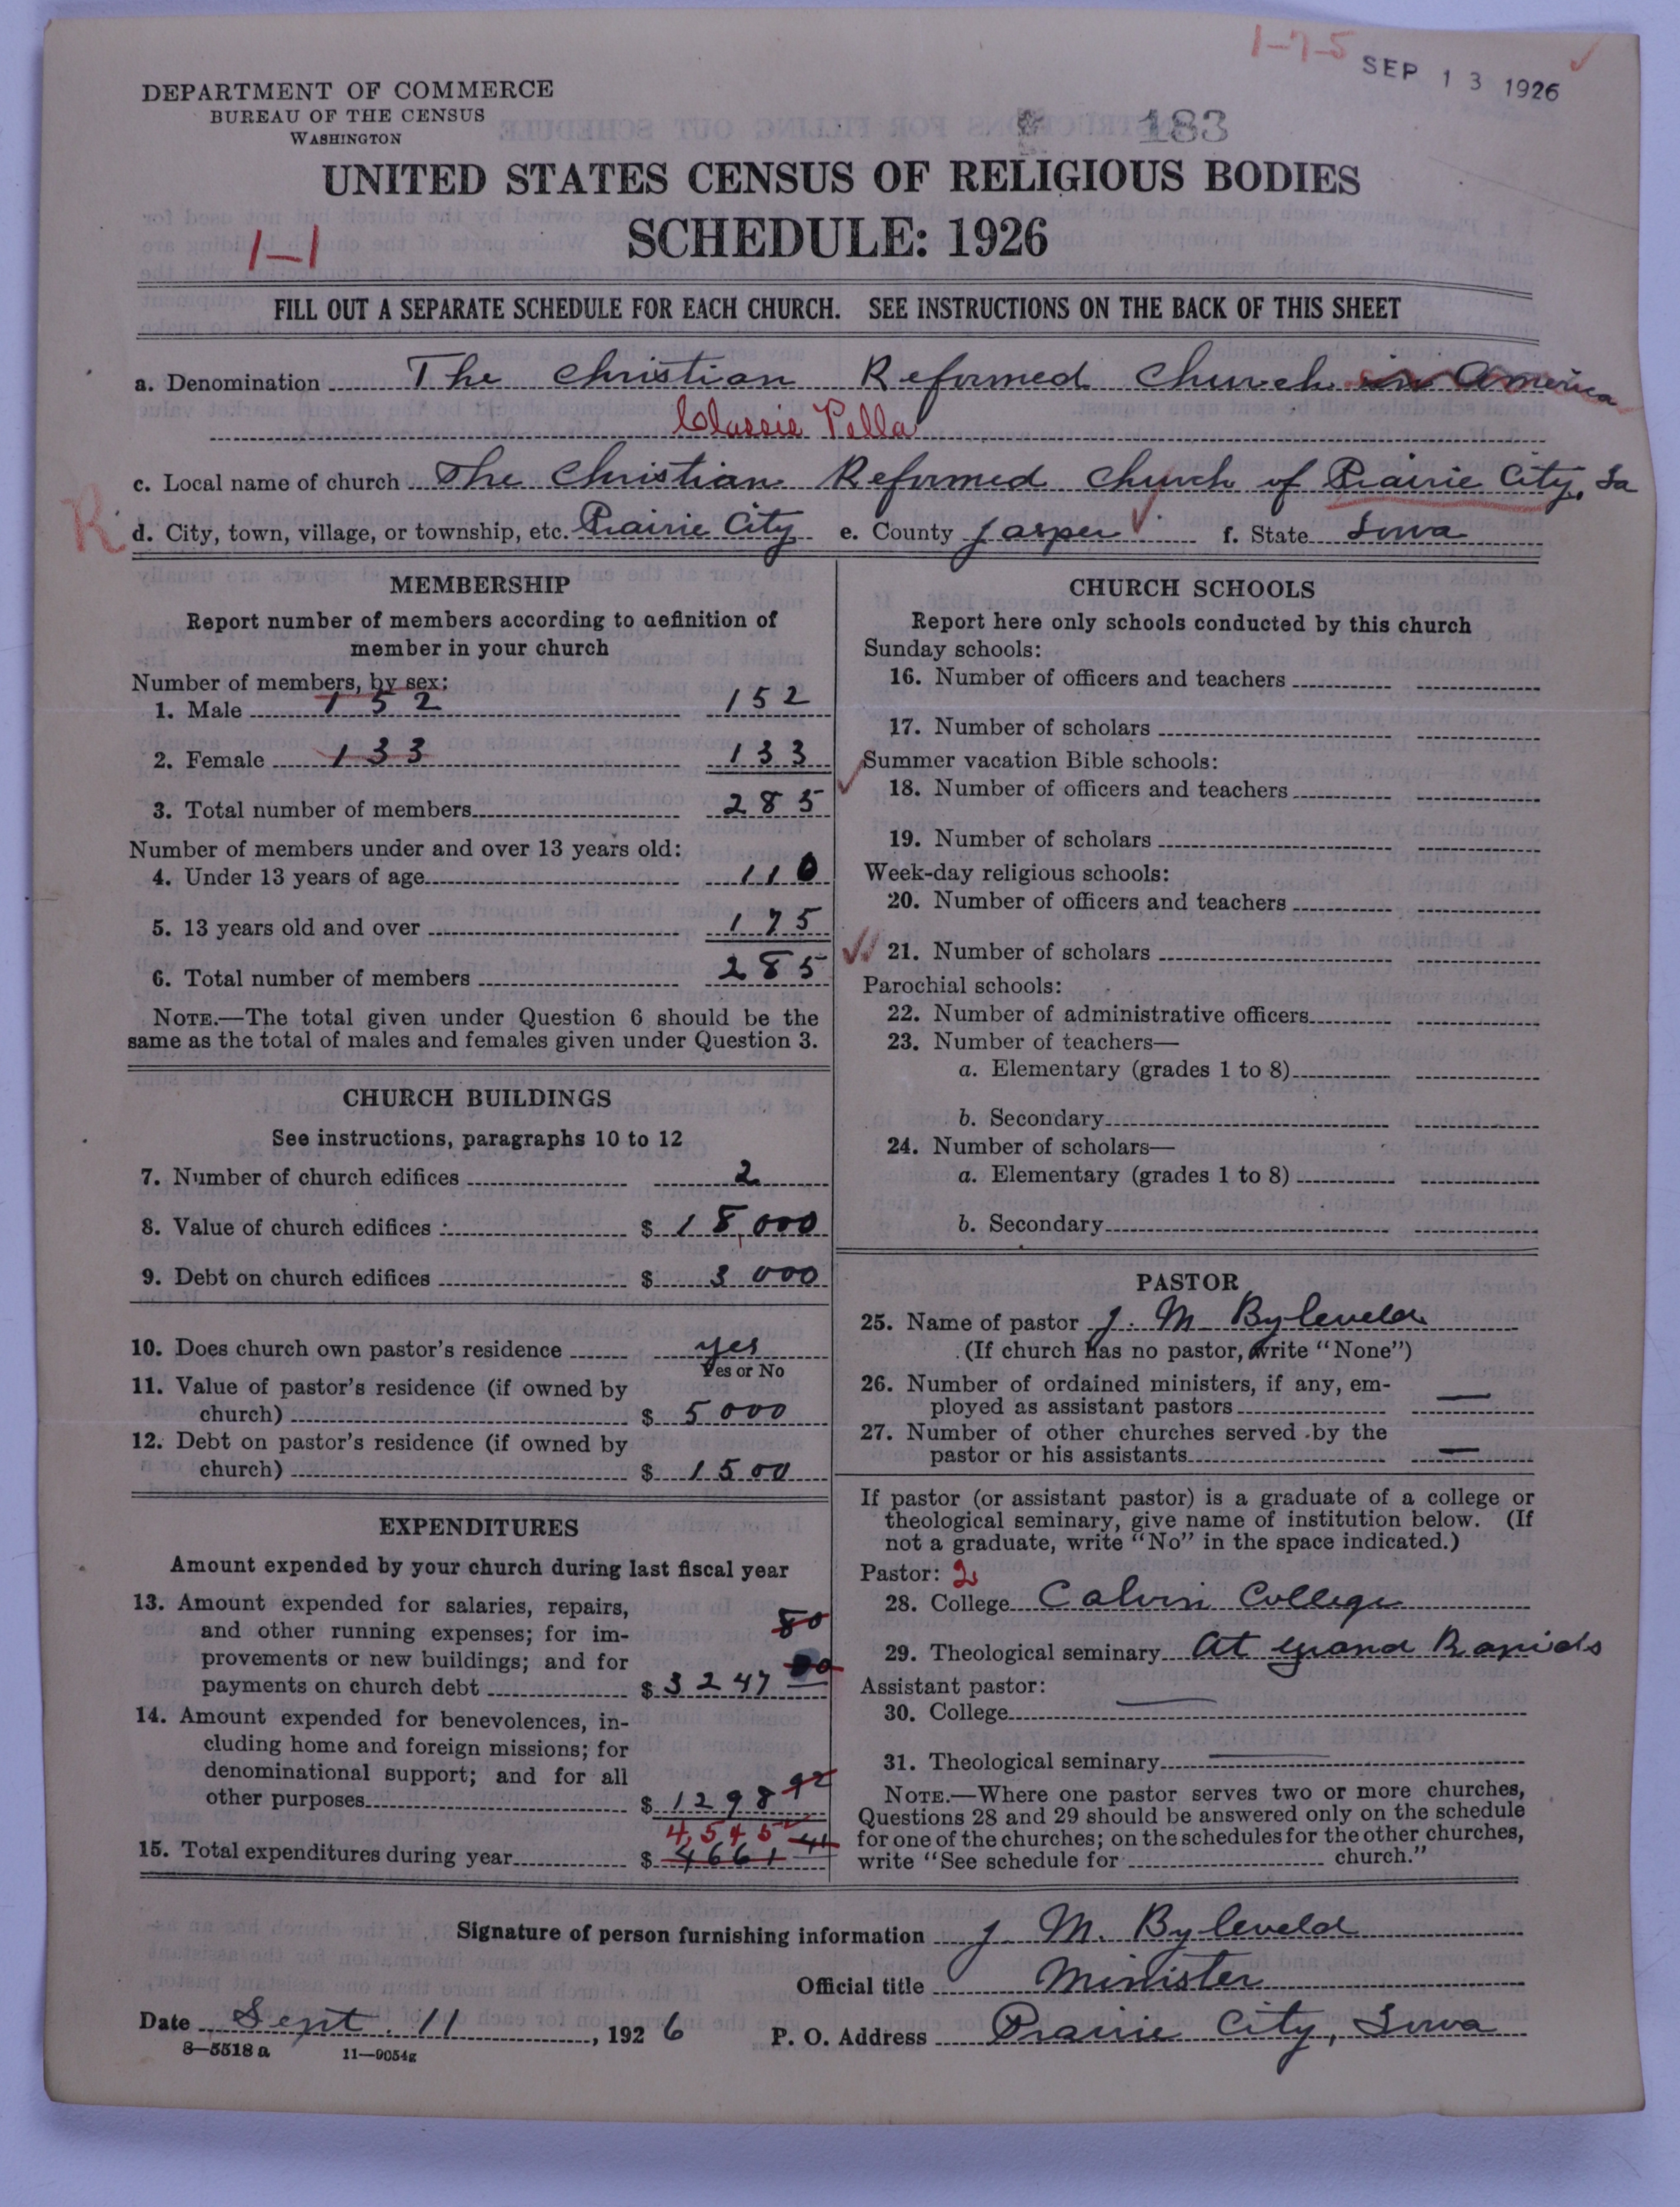 1-7-5
SEP 13 1926
DEPARTMENT OF COMMERCE
BUREAU OF THE CENSUS
WASHINGTON
183
UNITED STATES CENSUS OF RELIGIOUS BODIES
SCHEDULE: 1926
1-1
FILL OUT A SEPARATE SCHEDULE FOR EACH CHURCH. SEE INSTRUCTIONS ON THE BACK OF THIS SHEET
a. Denomination The Christian Reformed Church in America
Classis Pella
c. Local name of church The Christian Reformed Church of Prairie City, Ia
R d. City, town, village, or township, etc. Prairie City e. County Jasper f. State Iowa
MEMBERSHIP
Report number of members according to definition of
member in your church
Number of members, by sex:
1. Male 152 152
2. Female 133 133
3. Total number of members 285
Number of members under and over 13 years old:
4. Under 13 years of age 110
5. 13 years old and over 175
6. Total number of members 285
NOTE.—The total given under Question 6 should be the
same as the total of males and females given under Question 3.
CHURCH BUILDINGS
See instructions, paragraphs 10 to 12
7. Number of church edifices 2
8. Value of church edifices $ 18,000
9. Debt on church edifices $ 3000
10. Does church own pastor's residence yes
Yes or No
11. Value of pastor's residence (if owned by
church) $ 5000
12. Debt on pastor's residence (if owned by
church) $ 1500
EXPENDITURES
Amount expended by your church during last fiscal year
13. Amount expended for salaries, repairs,
and other running expenses; for im- 80
provements or new buildings; and for
payments on church debt $ 3247
14. Amount expended for benevolences, in-
cluding home and foreign missions; for
denominational support; and for all
other purposes $ 1298 92
4,545
15. Total expenditures during year $ 4661 41
CHURCH SCHOOLS
Report here only schools conducted by this church
Sunday schools:
16. Number of officers and teachers
17. Number of scholars
Summer vacation Bible schools:
18. Number of officers and teachers
19. Number of scholars
Week-day religious schools:
20. Number of officers and teachers
21. Number of scholars
Parochial schools:
22. Number of administrative officers
23. Number of teachers—
a. Elementary (grades 1 to 8)
b. Secondary
24. Number of scholars—
a. Elementary (grades 1 to 8)
b. Secondary
PASTOR
25. Name of pastor J. M. Byleveld
(If church has no pastor, write "None")
26. Number of ordained ministers, if any, em-
ployed as assistant pastors —
27. Number of other churches served by the
pastor or his assistants —
If pastor (or assistant pastor) is a graduate of a college or
theological seminary, give name of institution below. (If
not a graduate, write "No" in the space indicated.)
Pastor: 2
28. College Calvin College
29. Theological seminary at Grand Rapids
Assistant pastor:
30. College —
31. Theological seminary —
NOTE.—Where one pastor serves two or more churches,
Questions 28 and 29 should be answered only on the schedule
for one of the churches; on the schedules for the other churches,
write "See schedule for church."
Signature of person furnishing information J. M. Byleveld
Official title Minister
Date Sept. 11, 1926 P. O. Address Prairie City, Iowa
8—5518 a 11—9054g